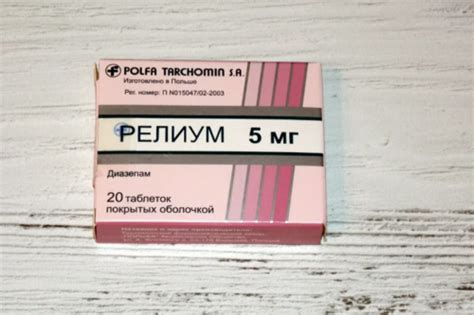 POLFA TARCHOMIN S.A.
Изготовлено в Польше
Рег. номер: П N015047/02-2003
РЕЛИУМ 5 мг
Диазепам
20 таблеток
покрытых оболочкой